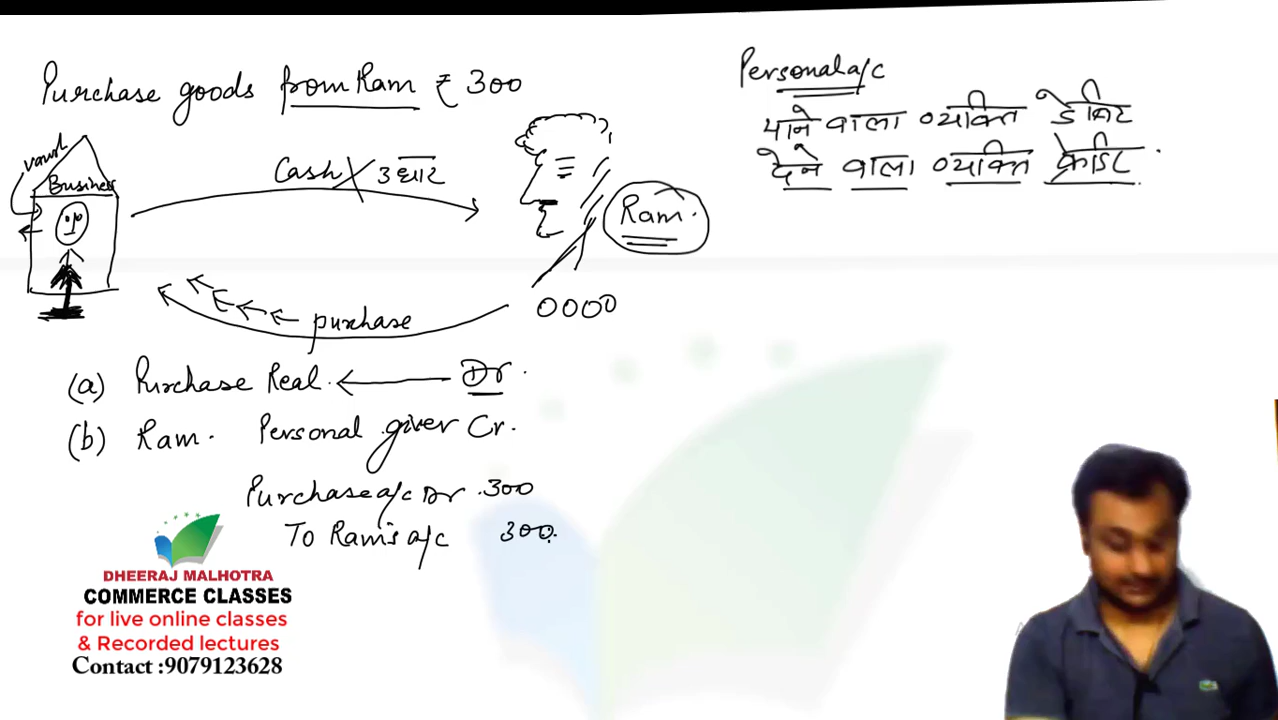 Purchase goods from Ram ₹ 300
Personal a/c
पाने वाला व्यक्ति डेबिट
देने वाला व्यक्ति क्रेडिट
Business
Cash उधार
Ram.
purchase
(a) Purchase Real. Dr.
(b) Ram. Personal giver Cr.
Purchase a/c Dr 300
To Ram's a/c 300.
DHEERAJ MALHOTRA
COMMERCE CLASSES
for live online classes
& Recorded lectures
Contact :9079123628